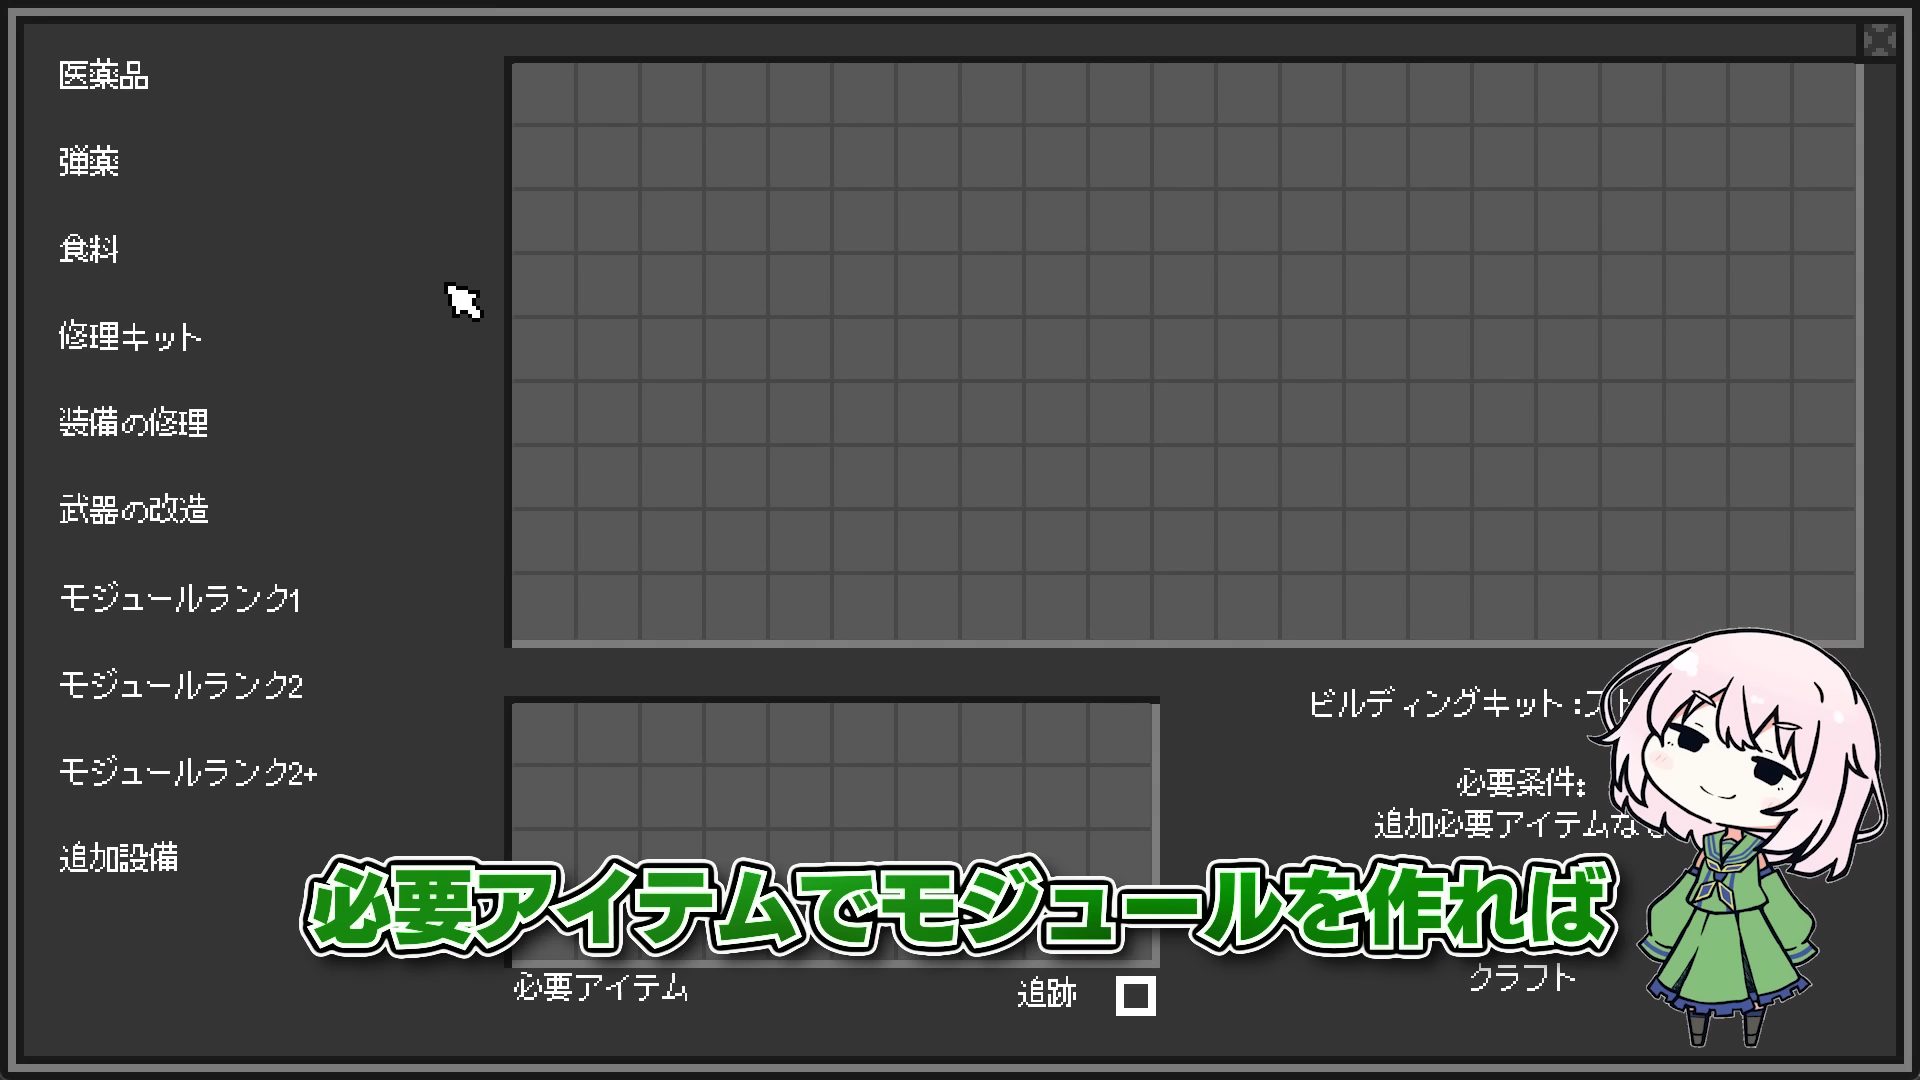 医薬品
弾薬
食料
修理キット
装備の修理
武器の改造
モジュールランク1
モジュールランク2
モジュールランク2+
追加設備
ビルディングキット :スト
必要条件:
追加必要アイテムなし
必要アイテムでモジュールを作れば
必要アイテム
追跡
クラフト